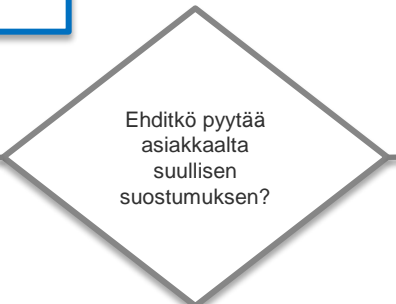 Ehditkö pyytää
asiakkaalta
suullisen
suostumuksen?